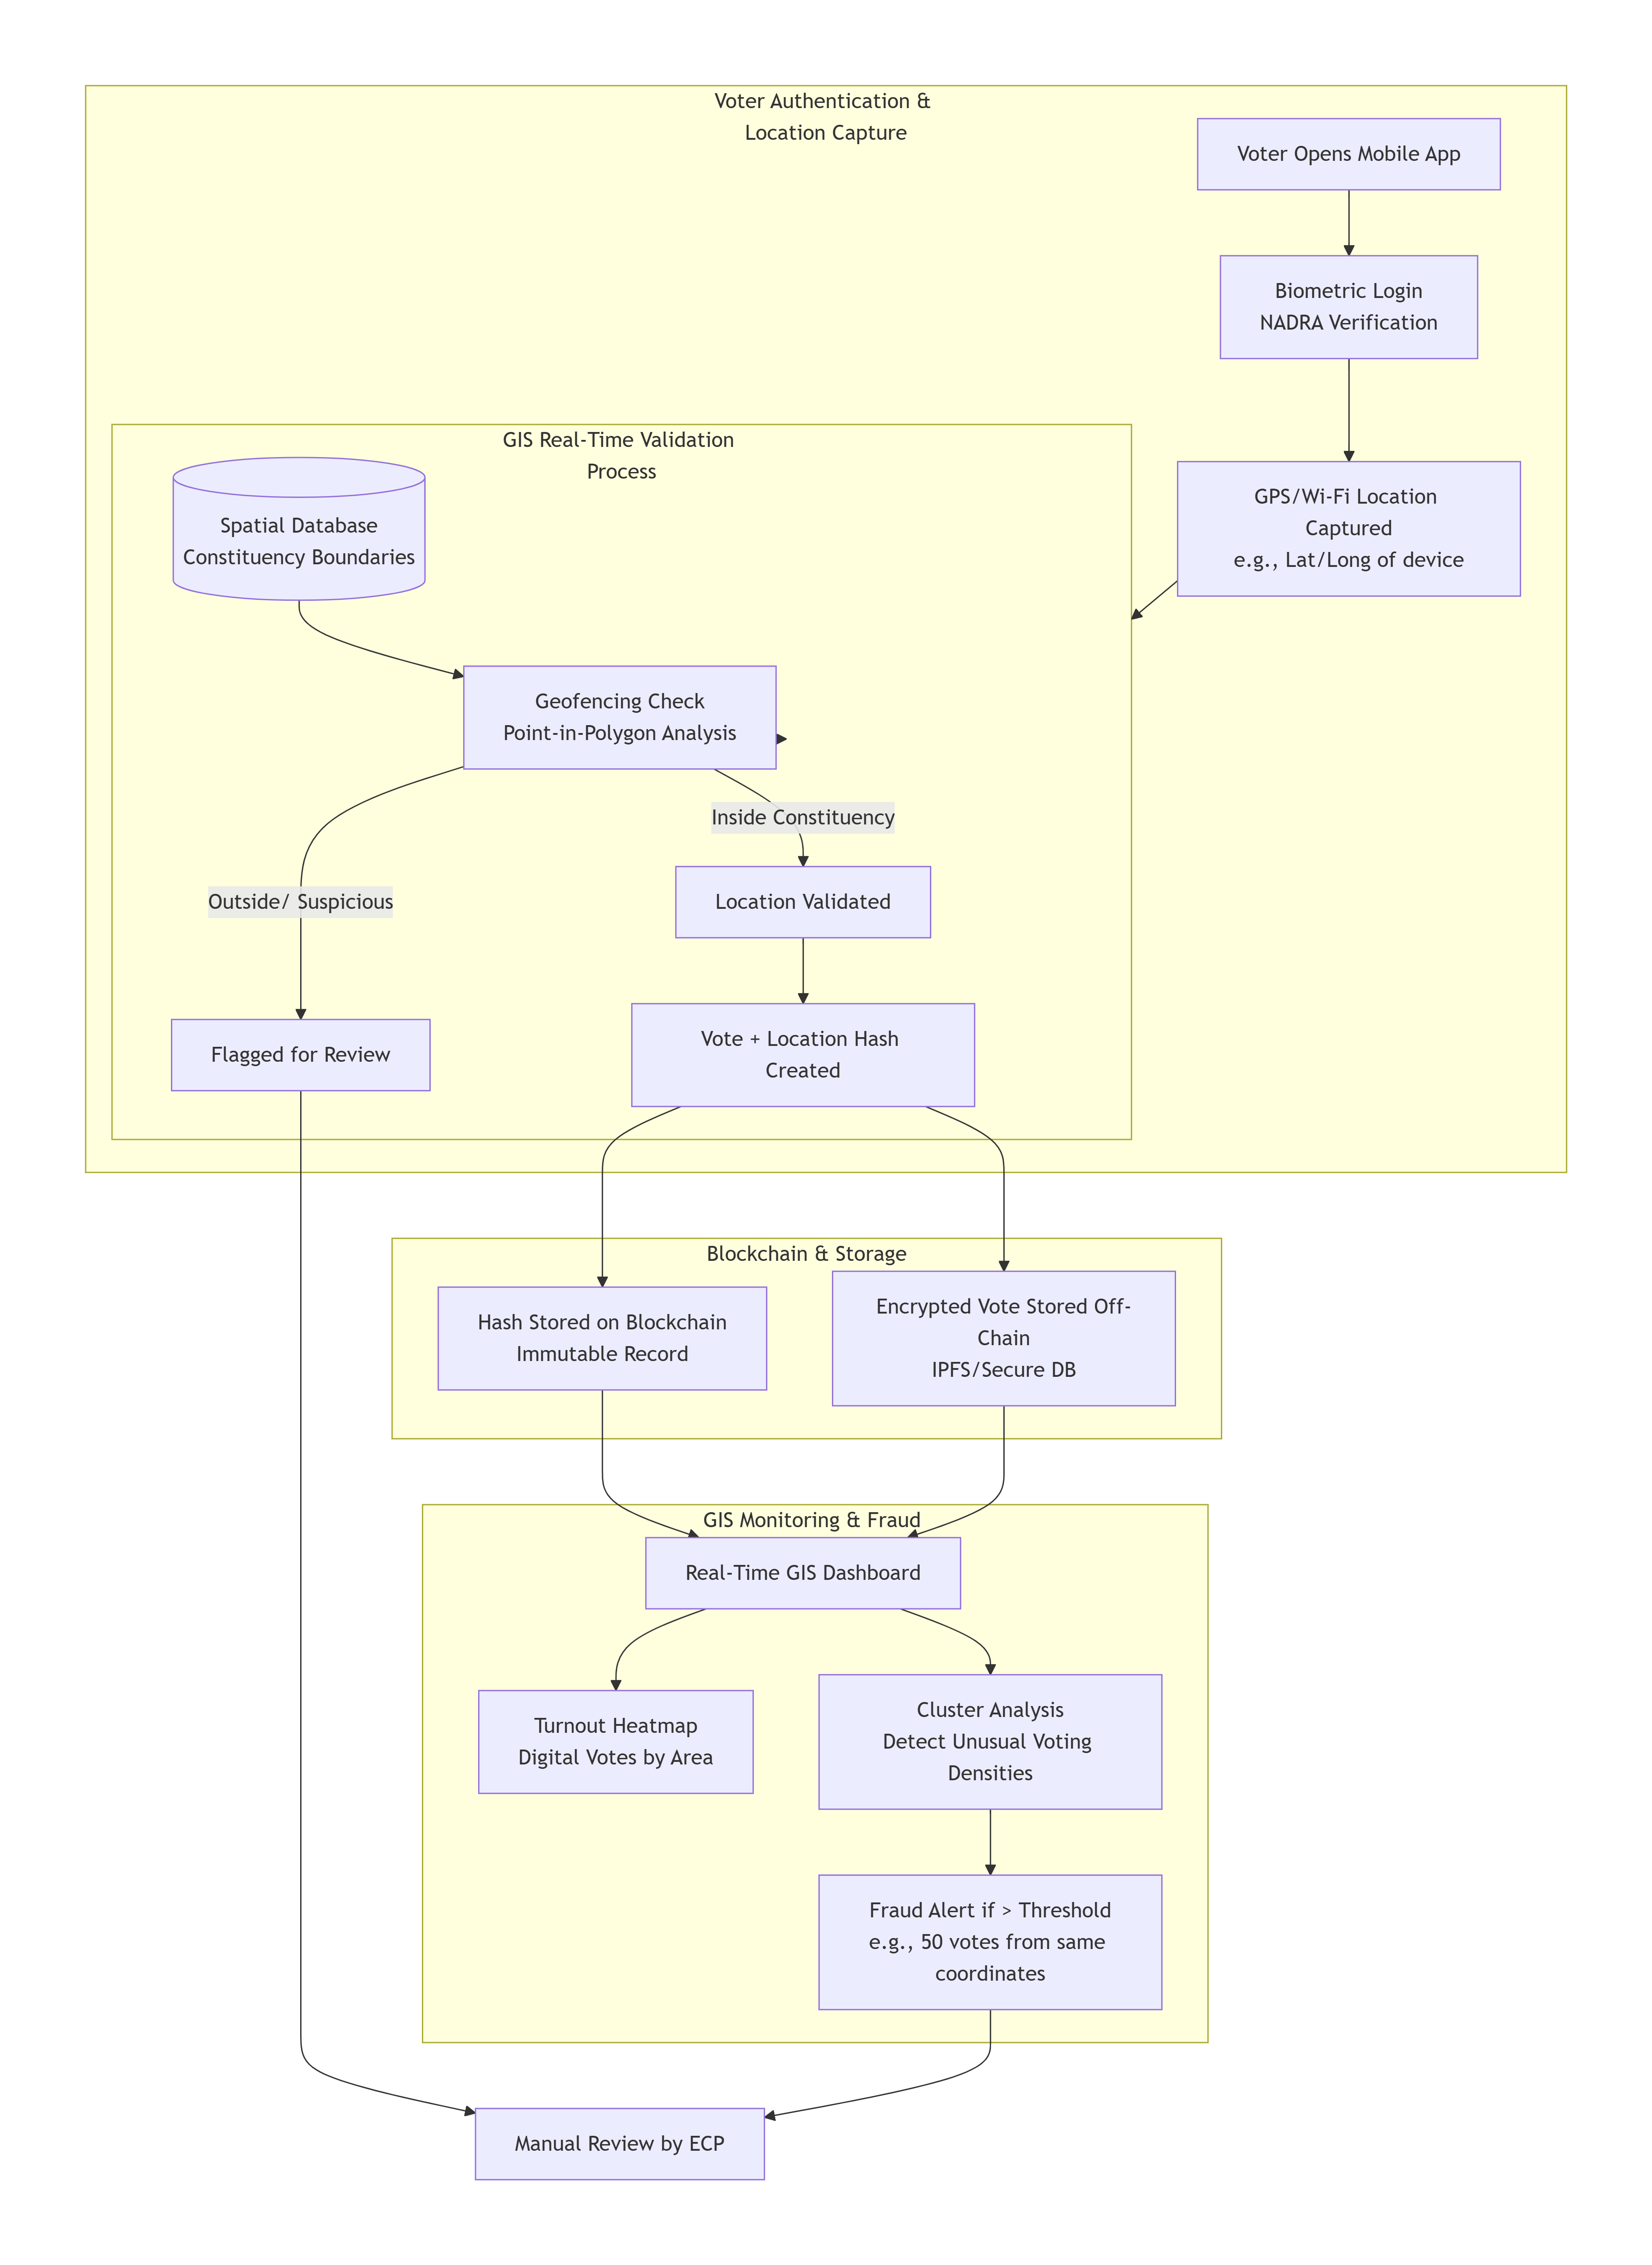 Voter Authentication &
Location Capture
Voter Opens Mobile App
Biometric Login
NADRA Verification
GPS/Wi-Fi Location
Captured
e.g., Lat/Long of device
GIS Real-Time Validation
Process
Spatial Database
Constituency Boundaries
Geofencing Check
Point-in-Polygon Analysis
Inside Constituency
Outside/ Suspicious
Location Validated
Vote + Location Hash
Created
Flagged for Review
Blockchain & Storage
Hash Stored on Blockchain
Immutable Record
Encrypted Vote Stored Off-
Chain
IPFS/Secure DB
GIS Monitoring & Fraud
Real-Time GIS Dashboard
Turnout Heatmap
Digital Votes by Area
Cluster Analysis
Detect Unusual Voting
Densities
Fraud Alert if > Threshold
e.g., 50 votes from same
coordinates
Manual Review by ECP